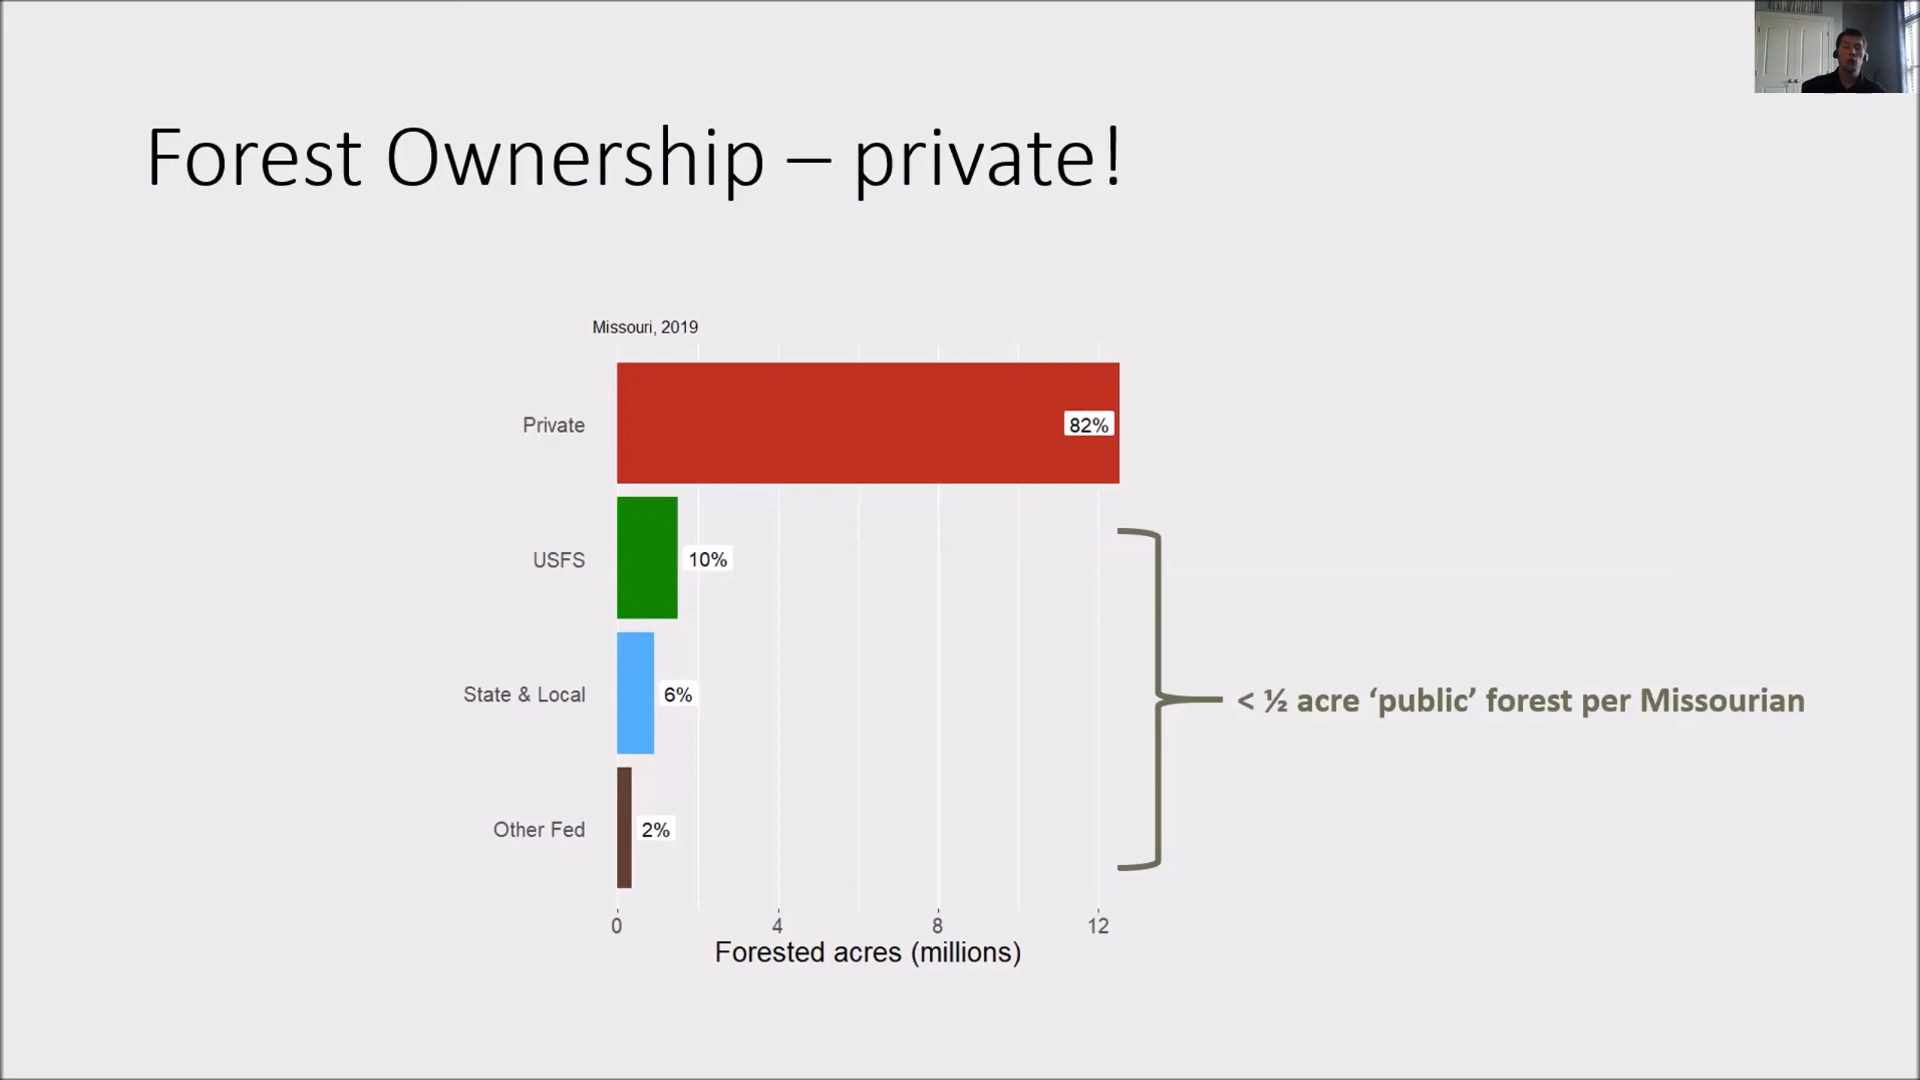 Forest Ownership – private!
Missouri, 2019
Private
82%
USFS
10%
State & Local
6%
< ½ acre ‘public’ forest per Missourian
Other Fed
2%
0 4 8 12
Forested acres (millions)